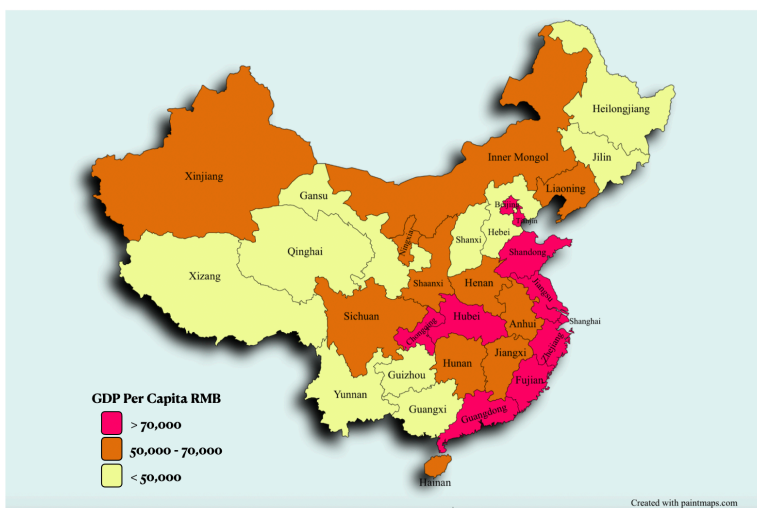 Heilongjiang
Inner Mongol
Jilin
Xinjiang
Liaoning
Gansu
Beijing
Tianjin
Ningxia
Shanxi
Hebei
Qinghai
Shandong
Xizang
Shaanxi
Henan
Jiangsu
Sichuan
Hubei
Anhui
Shanghai
Chongqing
Zhejiang
Jiangxi
Hunan
Guizhou
Fujian
Yunnan
Guangxi
Guangdong
Hainan
GDP Per Capita RMB
> 70,000
50,000 - 70,000
< 50,000
Created with paintmaps.com